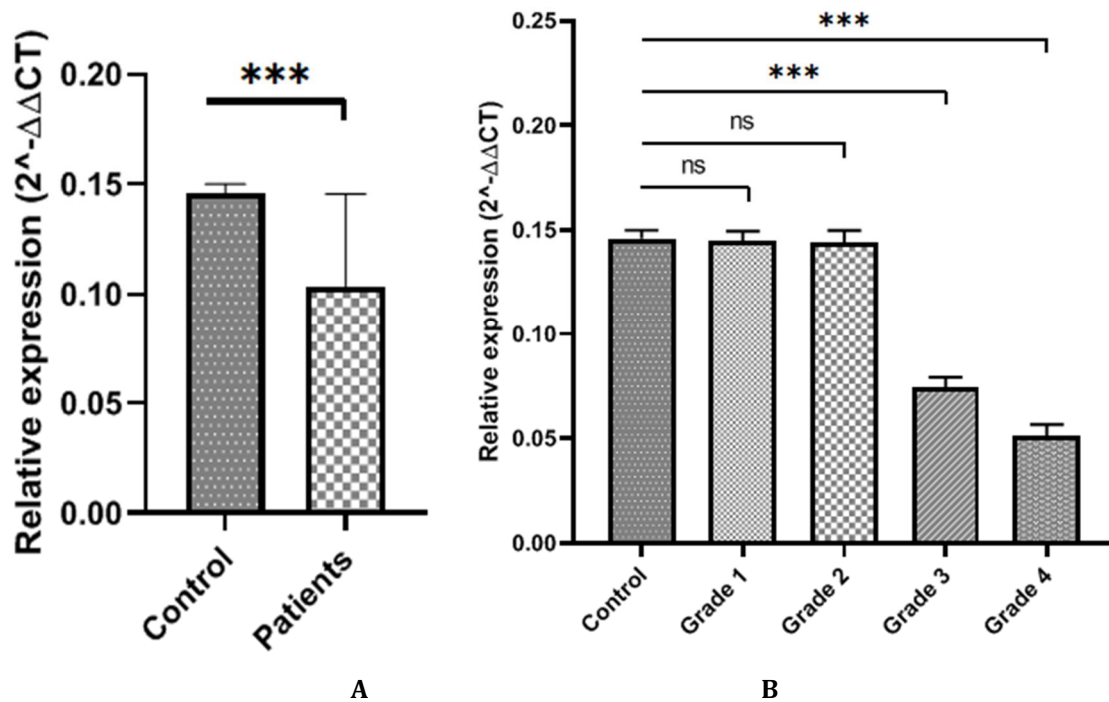 Relative expression (2^-ΔΔCT)
0.20
0.15
0.10
0.05
0.00
***
Control
Patients
A
Relative expression (2^-ΔΔCT)
0.25
0.20
0.15
0.10
0.05
0.00
***
***
ns
ns
Control
Grade 1
Grade 2
Grade 3
Grade 4
B